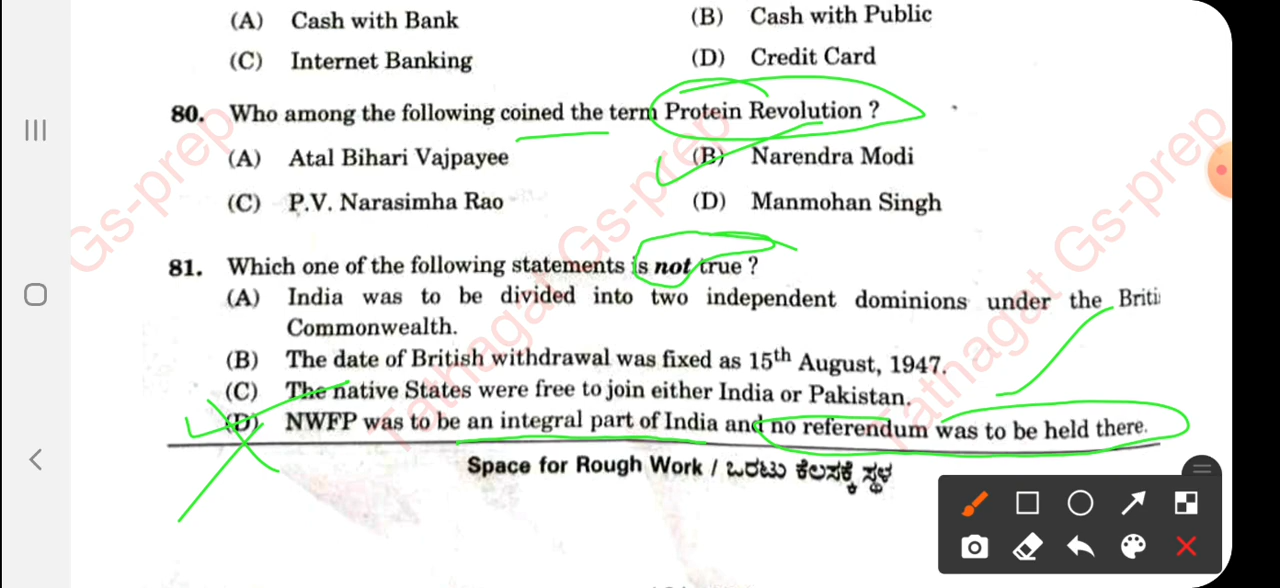 (A) Cash with Bank (B) Cash with Public
(C) Internet Banking (D) Credit Card
80. Who among the following coined the term Protein Revolution ?
(A) Atal Bihari Vajpayee (B) Narendra Modi
(C) P.V. Narasimha Rao (D) Manmohan Singh
81. Which one of the following statements is not true ?
(A) India was to be divided into two independent dominions under the Briti
Commonwealth.
(B) The date of British withdrawal was fixed as 15th August, 1947.
(C) The native States were free to join either India or Pakistan.
(D) NWFP was to be an integral part of India and no referendum was to be held there.
Space for Rough Work / ಒರಟು ಕೆಲಸಕ್ಕೆ ಸ್ಥಳ
Gs-prep
Tathagat Gs-prep
Tathagat Gs-prep